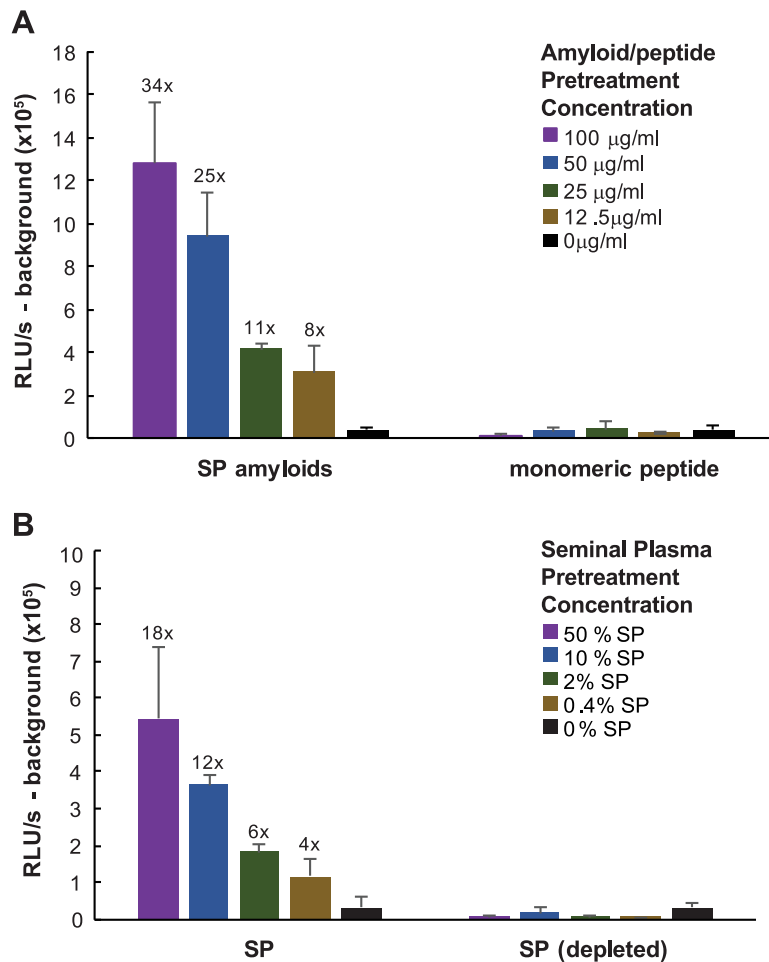 A
RLU/s - background (x10⁵)
18
16
14
12
10
8
6
4
2
0
34x
25x
11x
8x
SP amyloids
monomeric peptide
Amyloid/peptide
Pretreatment
Concentration
100 µg/ml
50 µg/ml
25 µg/ml
12 .5µg/ml
0µg/ml
B
RLU/s - background (x10⁵)
10
9
8
7
6
5
4
3
2
1
0
18x
12x
6x
4x
SP
SP (depleted)
Seminal Plasma
Pretreatment
Concentration
50 % SP
10 % SP
2% SP
0 .4% SP
0 % SP